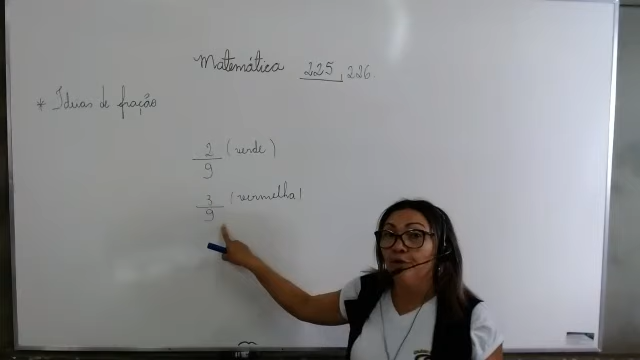 Matemática 225, 226.
* Ideias de fração
2/9 (verde)
3/9 (vermelha)